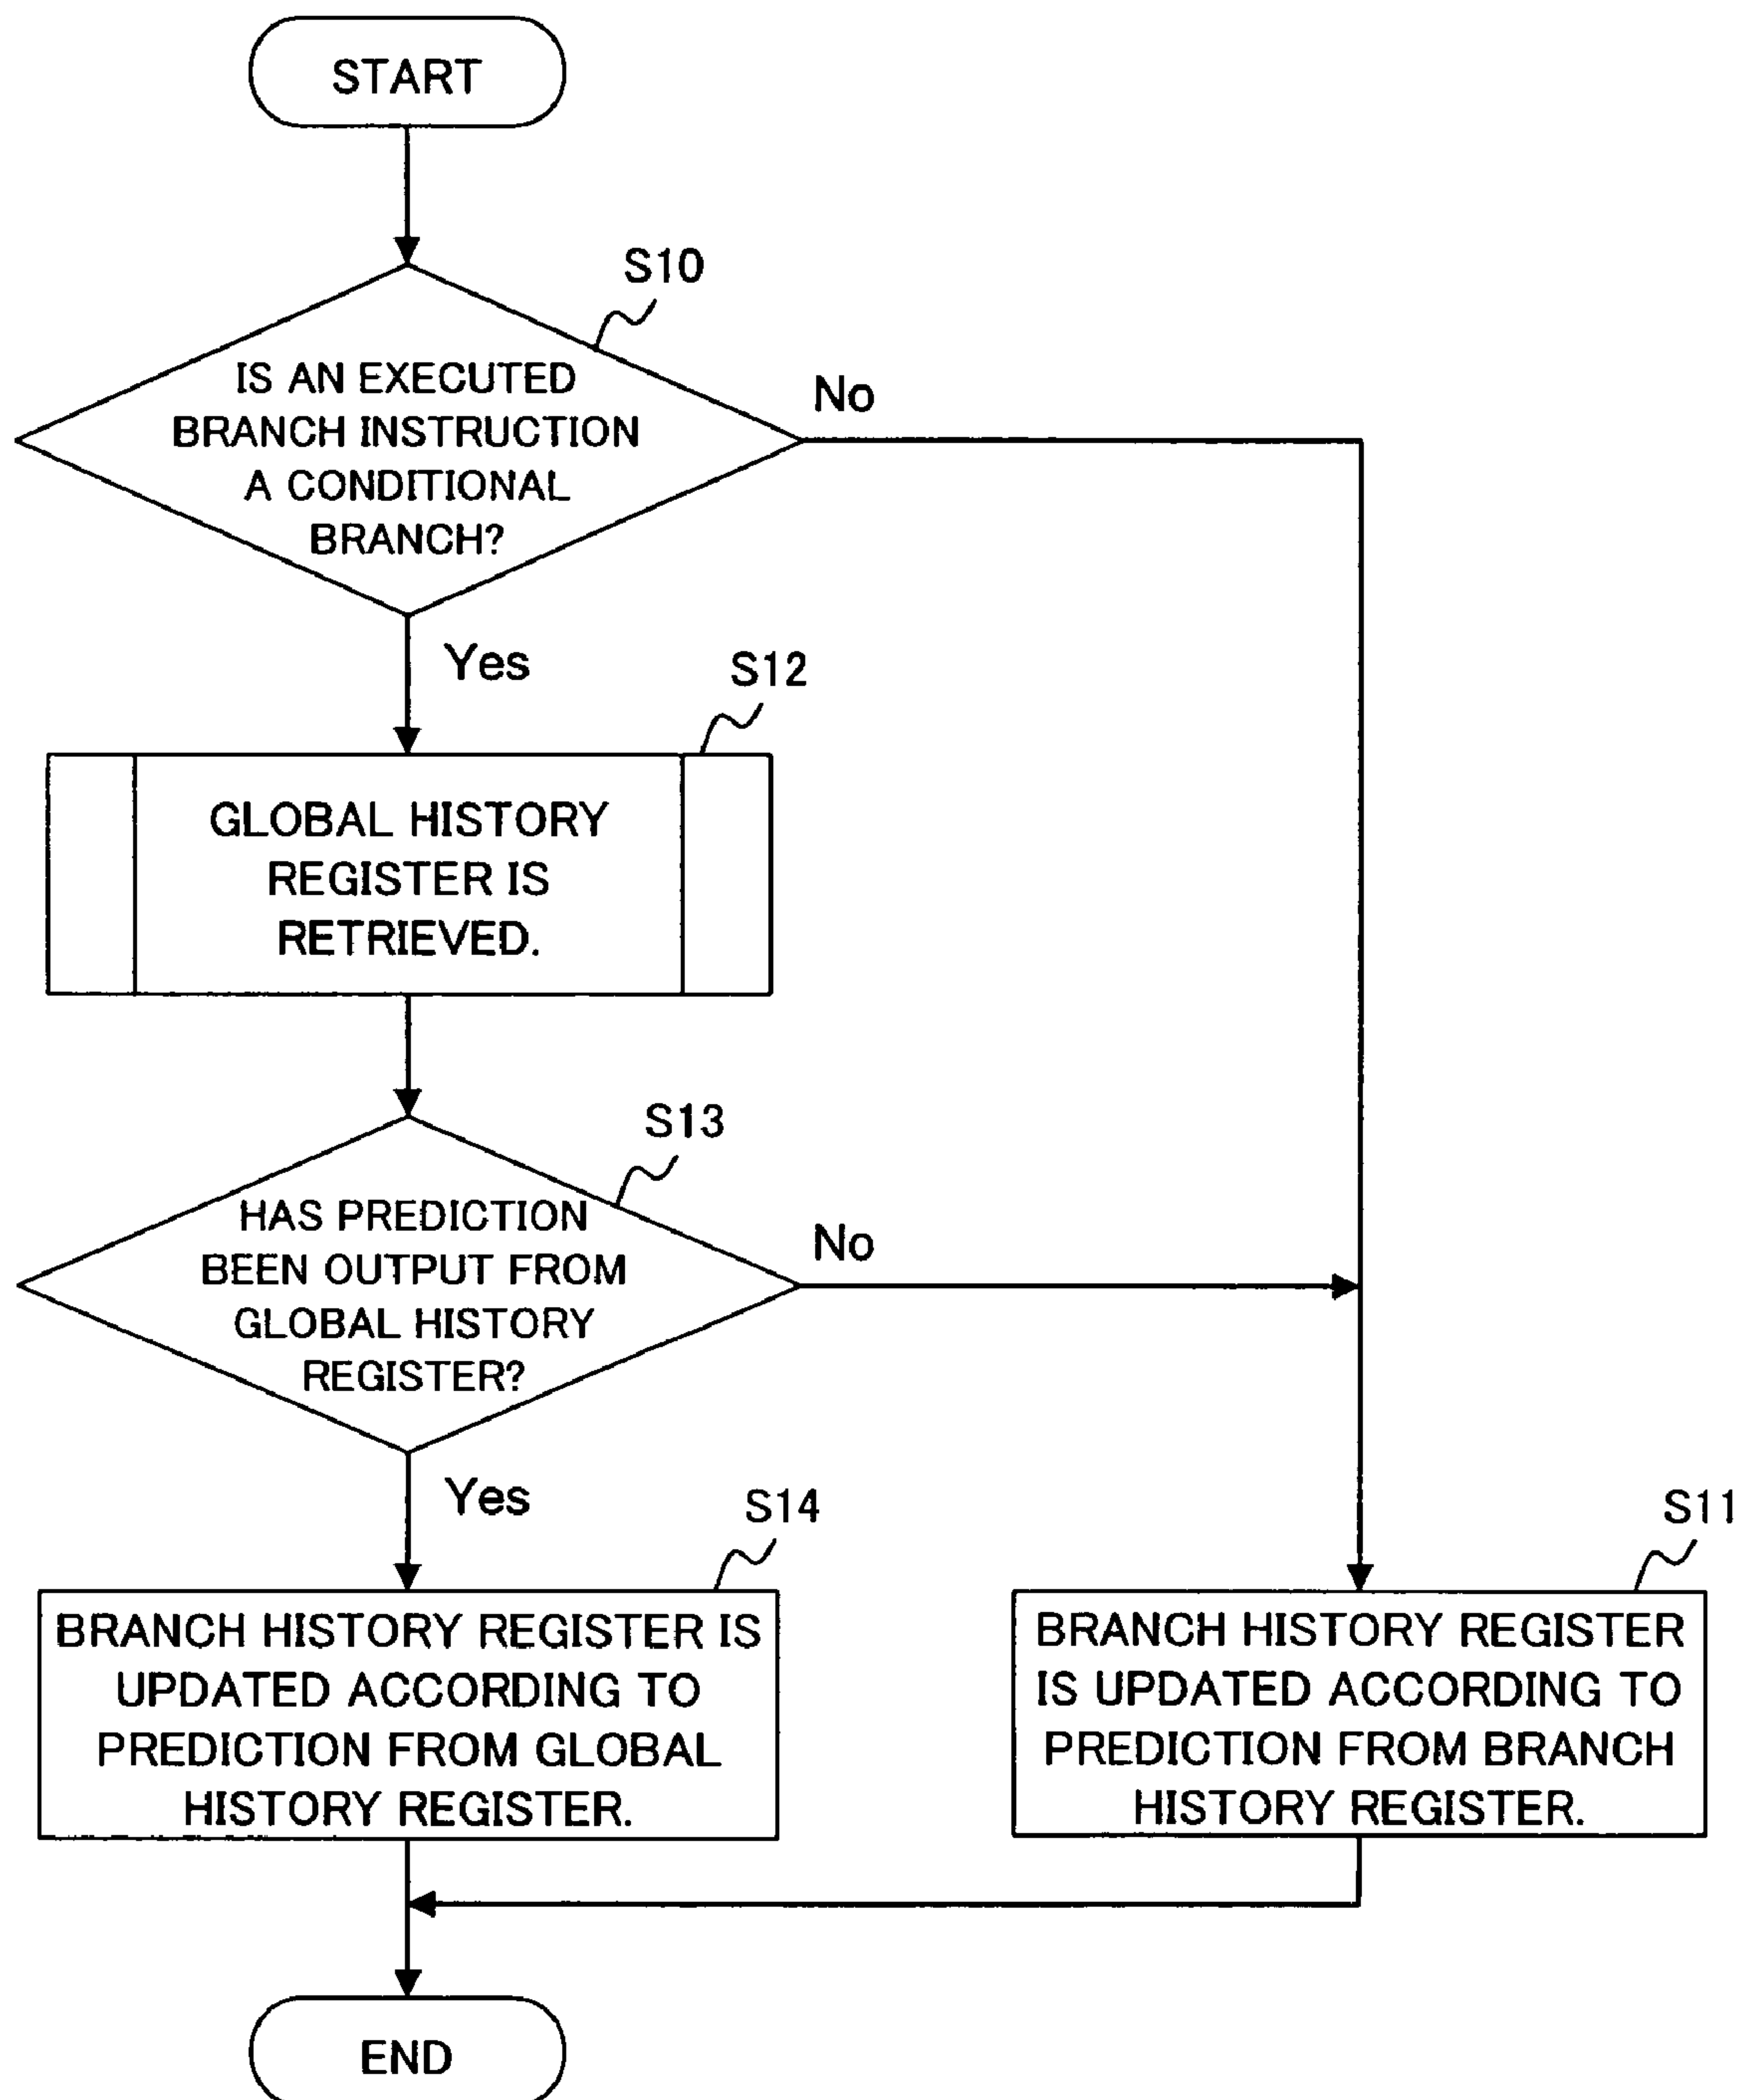 START
S10
IS AN EXECUTED
BRANCH INSTRUCTION
A CONDITIONAL
BRANCH?
No
Yes
S12
GLOBAL HISTORY
REGISTER IS
RETRIEVED.
S13
HAS PREDICTION
BEEN OUTPUT FROM
GLOBAL HISTORY
REGISTER?
No
Yes
S14
BRANCH HISTORY REGISTER IS
UPDATED ACCORDING TO
PREDICTION FROM GLOBAL
HISTORY REGISTER.
S11
BRANCH HISTORY REGISTER
IS UPDATED ACCORDING TO
PREDICTION FROM BRANCH
HISTORY REGISTER.
END